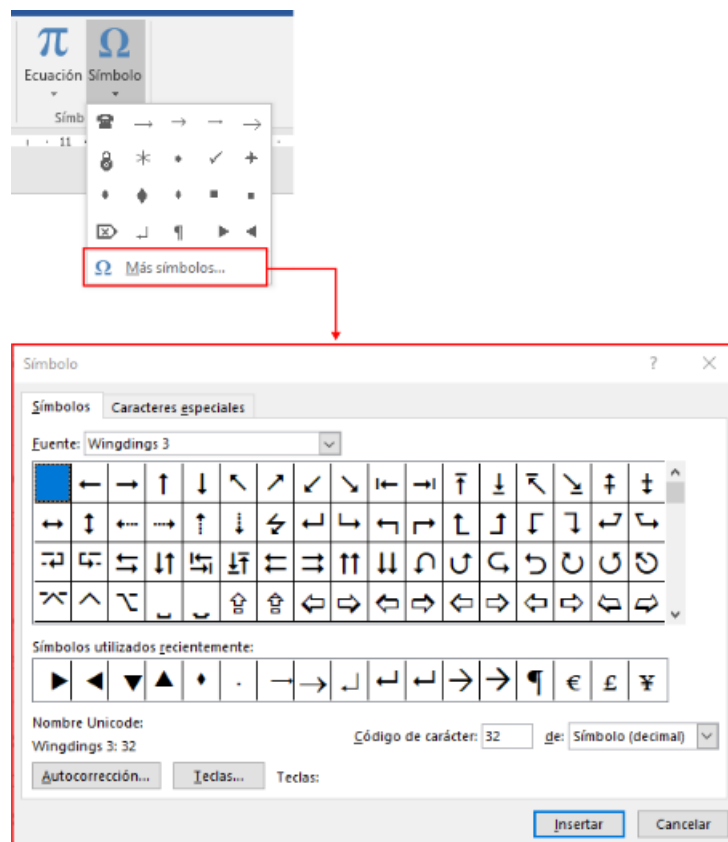 π Ω
Ecuación Símbolo
Símb
11
Ω Más símbolos...
Símbolo ? ×
Símbolos Caracteres especiales
Fuente: Wingdings 3
Símbolos utilizados recientemente:
¶ € £ ¥
Nombre Unicode:
Wingdings 3: 32
Código de carácter: 32 de: Símbolo (decimal)
Autocorrección... Teclas... Teclas:
Insertar Cancelar